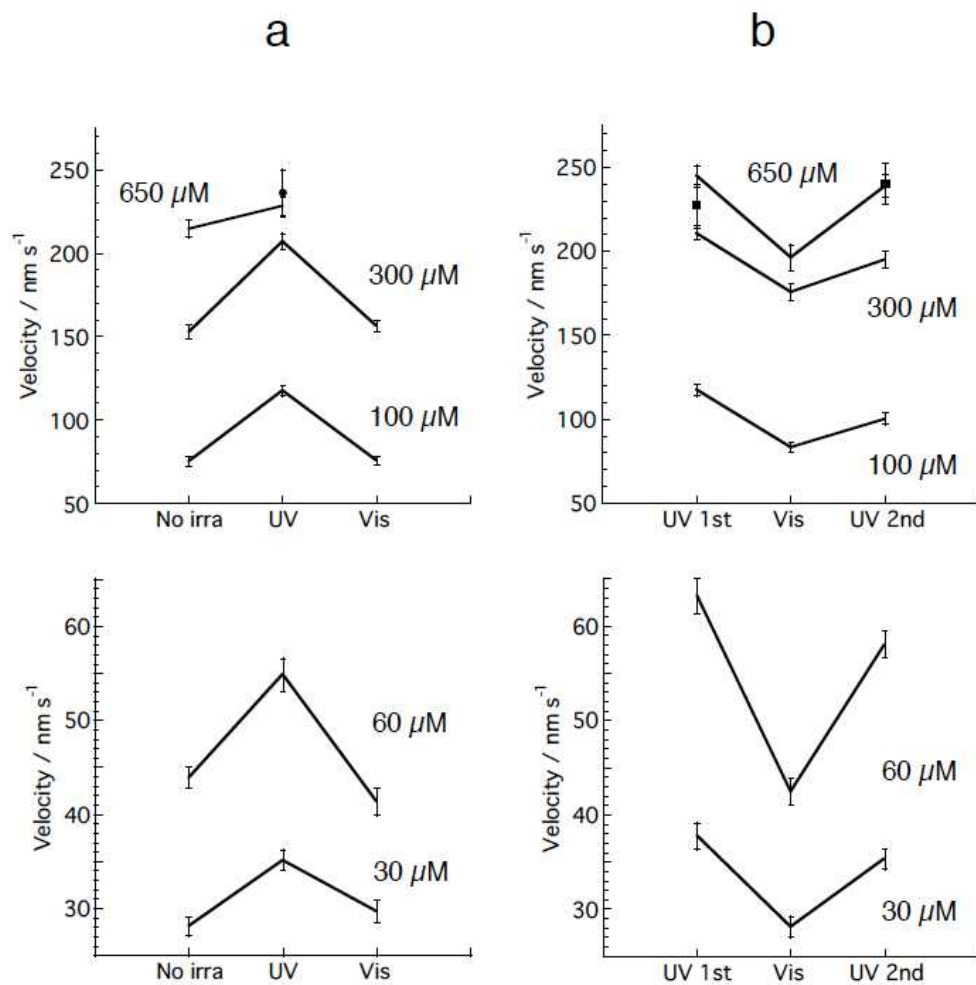 a
b
250
200
150
100
50
Velocity / nm s⁻¹
650 µM
300 µM
100 µM
No irra UV Vis
250
200
150
100
50
Velocity / nm s⁻¹
650 µM
300 µM
100 µM
UV 1st Vis UV 2nd
60
50
40
30
Velocity / nm s⁻¹
60 µM
30 µM
No irra UV Vis
60
50
40
30
Velocity / nm s⁻¹
60 µM
30 µM
UV 1st Vis UV 2nd